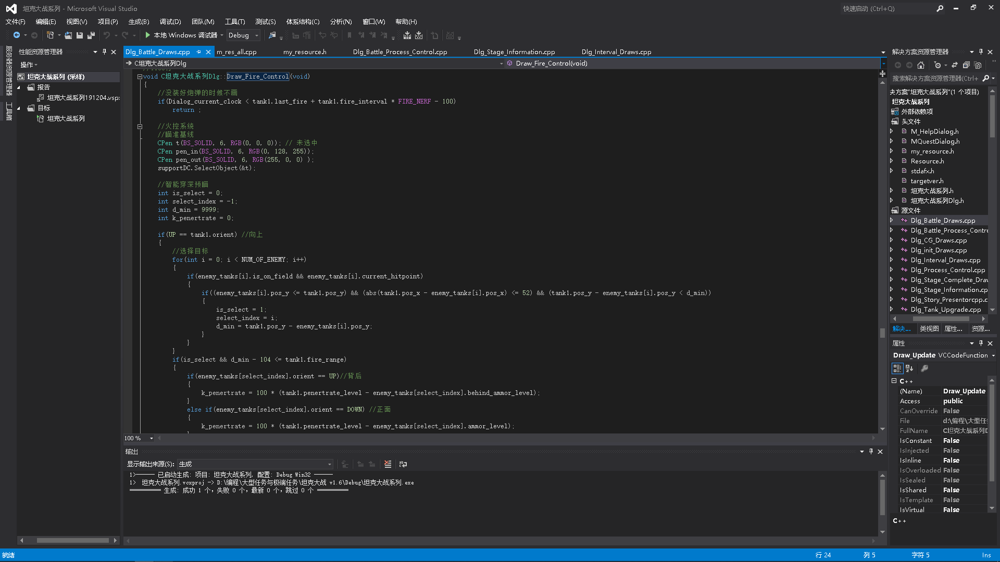 坦克大战系列 - Microsoft Visual Studio
快速启动 (Ctrl+Q)
文件(F) 编辑(E) 视图(V) 项目(P) 生成(B) 调试(D) 团队(M) 工具(T) 测试(S) 体系结构(C) 分析(N) 窗口(W) 帮助(H)
本地 Windows 调试器 Debug
服务器资源管理器
工具箱
性能资源管理器
操作
坦克大战系列 (采样)
报告
坦克大战系列191204.vsp
目标
坦克大战系列
Dlg_Battle_Draws.cpp m_res_all.cpp my_resource.h Dlg_Battle_Process_Control.cpp Dlg_Stage_Information.cpp Dlg_Interval_Draws.cpp
C坦克大战系列Dlg Draw_Fire_Control(void)
void C坦克大战系列Dlg::Draw_Fire_Control(void)
{
//没装好炮弹的时候不画
if(Dialog_current_clock < tank1.last_fire + tank1.fire_interval * FIRE_NERF - 100)
return ;
//火控系统
//瞄准基线
CPen t(BS_SOLID, 6, RGB(0, 0, 0)); // 未选中
CPen pen_in(BS_SOLID, 6, RGB(0, 128, 255));
CPen pen_out(BS_SOLID, 6, RGB(255, 0, 0) );
supportDC.SelectObject(&t);
//智能穿深预瞄
int is_select = 0;
int select_index = -1;
int d_min = 9999;
int k_penertrate = 0;
if(UP == tank1.orient) //向上
{
//选择目标
for(int i = 0; i < NUM_OF_ENEMY; i++)
{
if(enemy_tanks[i].is_on_field && enemy_tanks[i].current_hitpoint)
{
if((enemy_tanks[i].pos_y <= tank1.pos_y) && (abs(tank1.pos_x - enemy_tanks[i].pos_x) <= 52) && (tank1.pos_y - enemy_tanks[i].pos_y < d_min))
{
is_select = 1;
select_index = i;
d_min = tank1.pos_y - enemy_tanks[i].pos_y;
}
}
}
if(is_select && d_min - 104 <= tank1.fire_range)
{
if(enemy_tanks[select_index].orient == UP)//背后
{
k_penertrate = 100 * (tank1.penertrate_level - enemy_tanks[select_index].behind_ammor_level);
}
else if(enemy_tanks[select_index].orient == DOWN) //正面
{
k_penertrate = 100 * (tank1.penertrate_level - enemy_tanks[select_index].ammor_level);
100 %
输出
显示输出来源(S): 生成
1>------ 已启动生成: 项目: 坦克大战系列, 配置: Debug Win32 ------
1> 坦克大战系列.vcxproj -> D:\编程\大型任务与极端任务\坦克大战 v1.6\Debug\坦克大战系列.exe
========== 生成: 成功 1 个，失败 0 个，最新 0 个，跳过 0 个 ==========
解决方案资源管理器
搜索解决方案资源管理器(Ctrl+
决方案"坦克大战系列"(1 个项目)
坦克大战系列
外部依赖项
头文件
M_HelpDialog.h
MQuestDialog.h
my_resource.h
Resource.h
stdafx.h
targetver.h
坦克大战系列.h
坦克大战系列Dlg.h
源文件
Dlg_Battle_Draws.cpp
Dlg_Battle_Process_Contro
Dlg_CG_Draws.cpp
Dlg_init_Draws.cpp
Dlg_Interval_Draws.cpp
Dlg_Process_Control.cpp
Dlg_Stage_Complete_Drav
Dlg_Stage_Information.cp
Dlg_Story_Presentorcpp.c
Dlg_Tank_Upgrade.cpp
解决... 类视图 属性... 资源...
属性
Draw_Update VCCodeFunction
C++
(Name) Draw_Update
Access public
CanOverride False
File d:\编程\大型任
FullName C坦克大战系列D
IsConstant False
IsInjected False
IsInline False
IsOverloaded False
IsSealed False
IsShared False
IsTemplate False
IsVirtual False
C++
就绪 行 24 列 5 字符 5 Ins